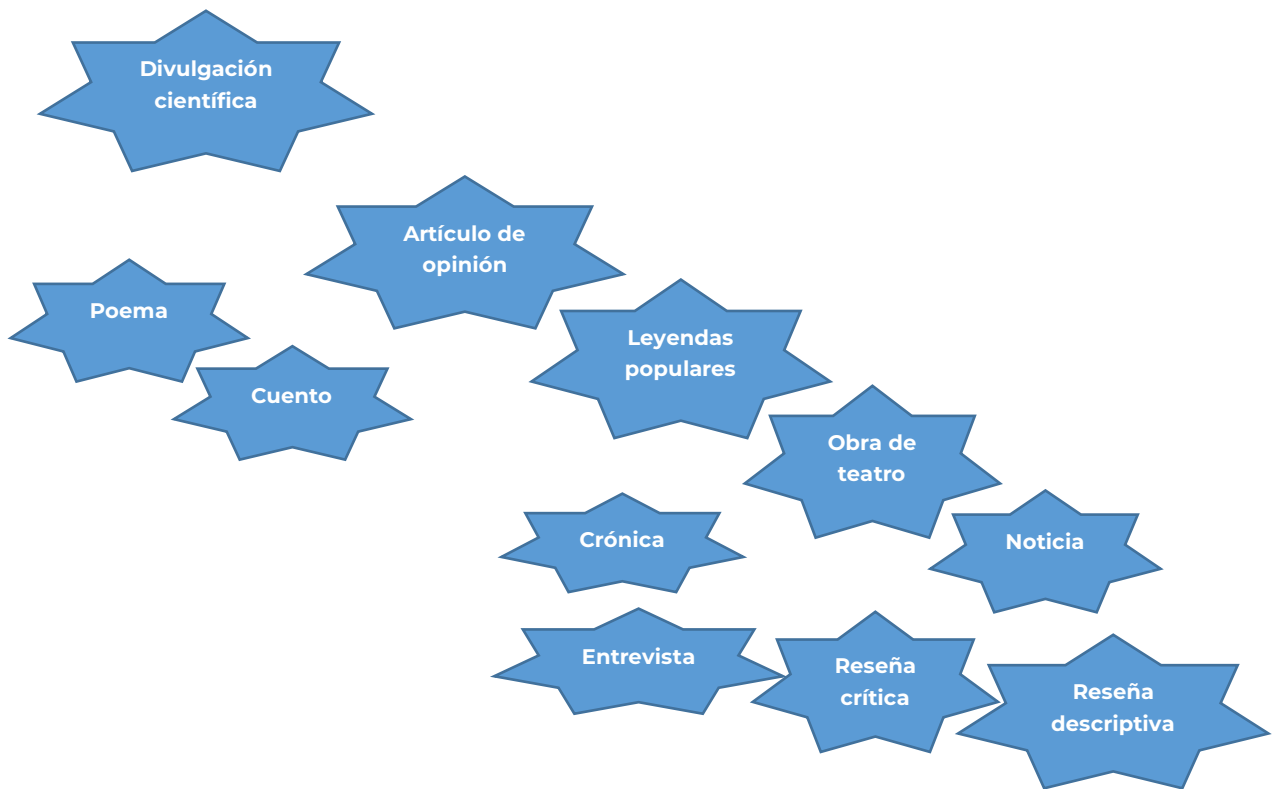 Divulgación
científica
Artículo de
opinión
Poema
Leyendas
populares
Cuento
Obra de
teatro
Crónica
Noticia
Entrevista
Reseña
crítica
Reseña
descriptiva